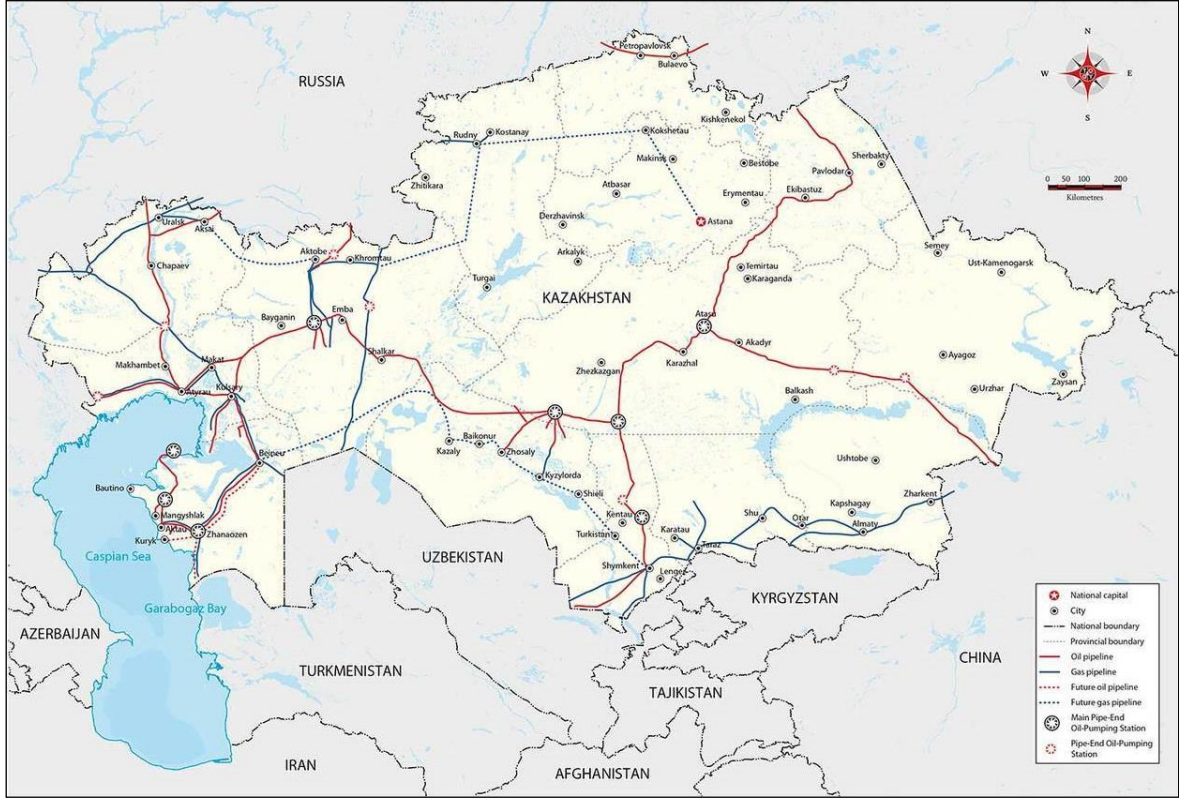 N
W
E
S
0 50 100 200
Kilometres
RUSSIA
Petropavlovsk
Bulaevo
Kishkenekol
Rudny
Kostanay
Kokshetau
Makinsk
Bestobe
Sherbakty
Pavlodar
Zhitikara
Atbasar
Erymentau
Ekibastuz
Derzhavinsk
Astana
Uralsk
Aksai
Aktobe
Khromtau
Arkalyk
Semey
Chapaev
Temirtau
Karaganda
Ust-Kamenogarsk
Turgai
KAZAKHSTAN
Bayganin
Emba
Atasu
Akadyr
Shalkar
Karazhal
Ayagoz
Makhambet
Makat
Zhezkazgan
Zaysan
Atyrau
Kulsary
Balkash
Urzhar
Kazaly
Baikonur
Zhosaly
Beineu
Ushtobe
Kyzylorda
Bautino
Shieli
Kapshagay
Zharkent
Mangyshlak
Aktau
Kuryk
Zhanaozen
Kentau
Turkistan
Karatau
Shu
Otar
Almaty
Taraz
Caspian Sea
UZBEKISTAN
Shymkent
Lenger
KYRGYZSTAN
Garabogaz Bay
AZERBAIJAN
TURKMENISTAN
TAJIKISTAN
CHINA
IRAN
AFGHANISTAN
National capital
City
National boundary
Provincial boundary
Oil pipeline
Gas pipeline
Future oil pipeline
Future gas pipeline
Main Pipe-End
Oil-Pumping Station
Pipe-End Oil-Pumping
Station